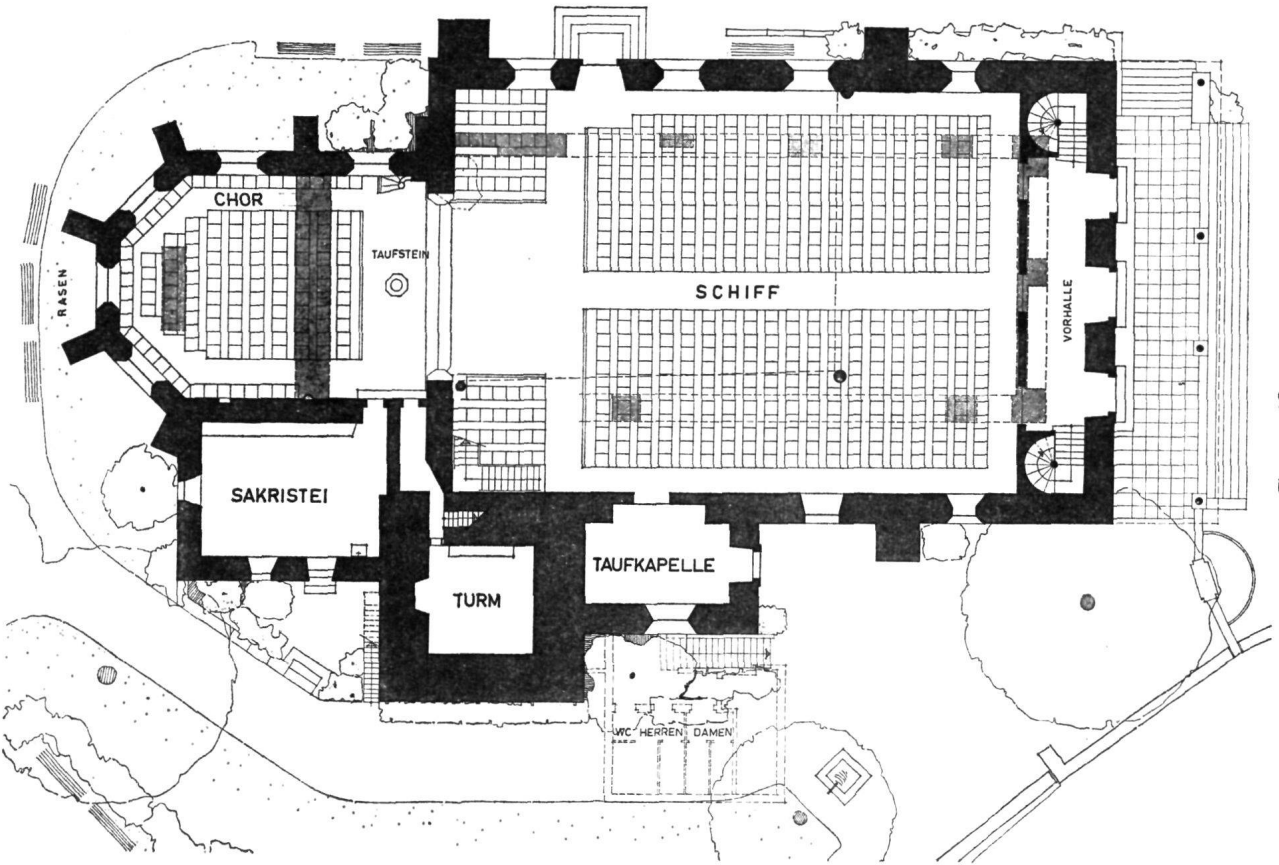 CHOR
TAUFSTEIN
RASEN
SCHIFF
VORHALLE
SAKRISTEI
TAUFKAPELLE
TURM
WC HERREN DAMEN